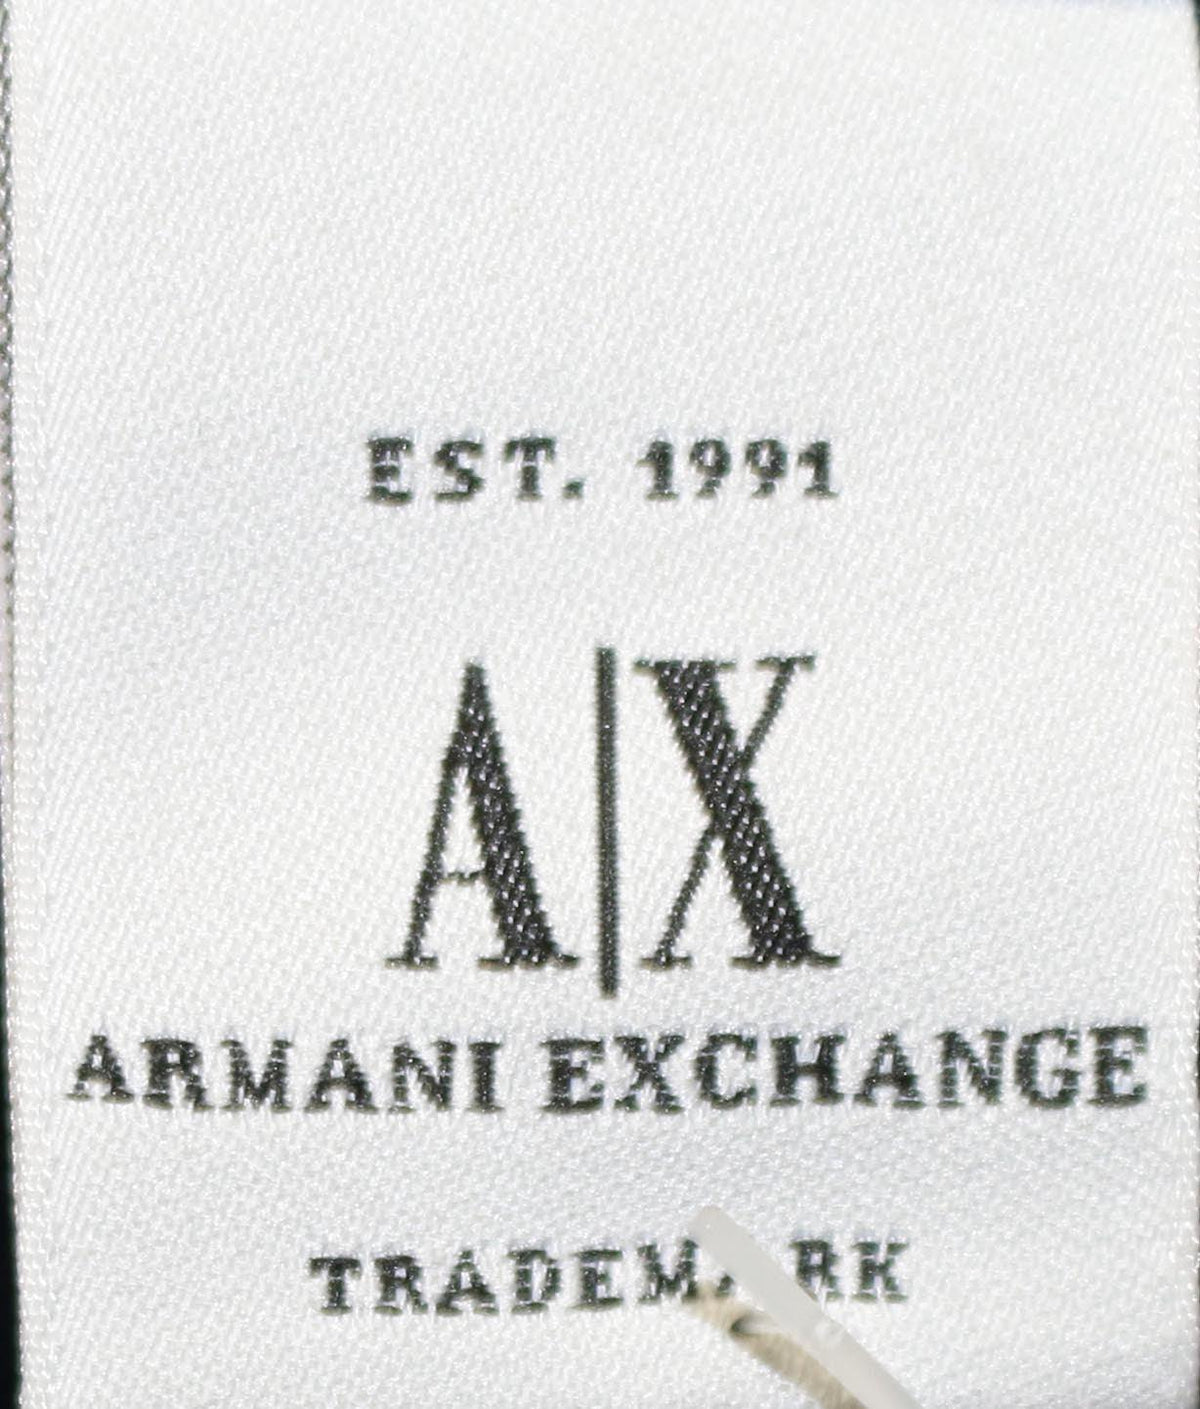 EST. 1991
A|X
ARMANI EXCHANGE
TRADEMARK